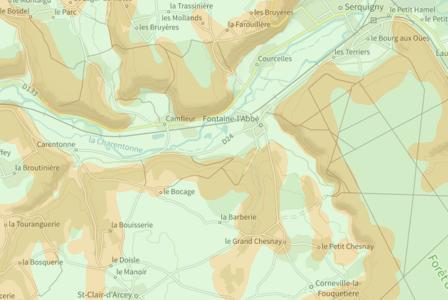 la Trassinière
Serquigny
le Petit Hamel
le Bosdel
le Parc
les Mollands
les Bruyères
les Bruyères
la Farouillère
le Bourg aux Oues
les Terriers
Courcelles
D133
Camfleur
Fontaine-l'Abbé
D24
la Charentonne
Carentonne
la Broutinière
le Bocage
la Barberie
la Touranguerie
la Bouisserie
le Grand Chesnay
le Petit Chesnay
la Bosquerie
le Doisle
le Manoir
St-Clair-d'Arcey
Corneville-la-
Fouquetière